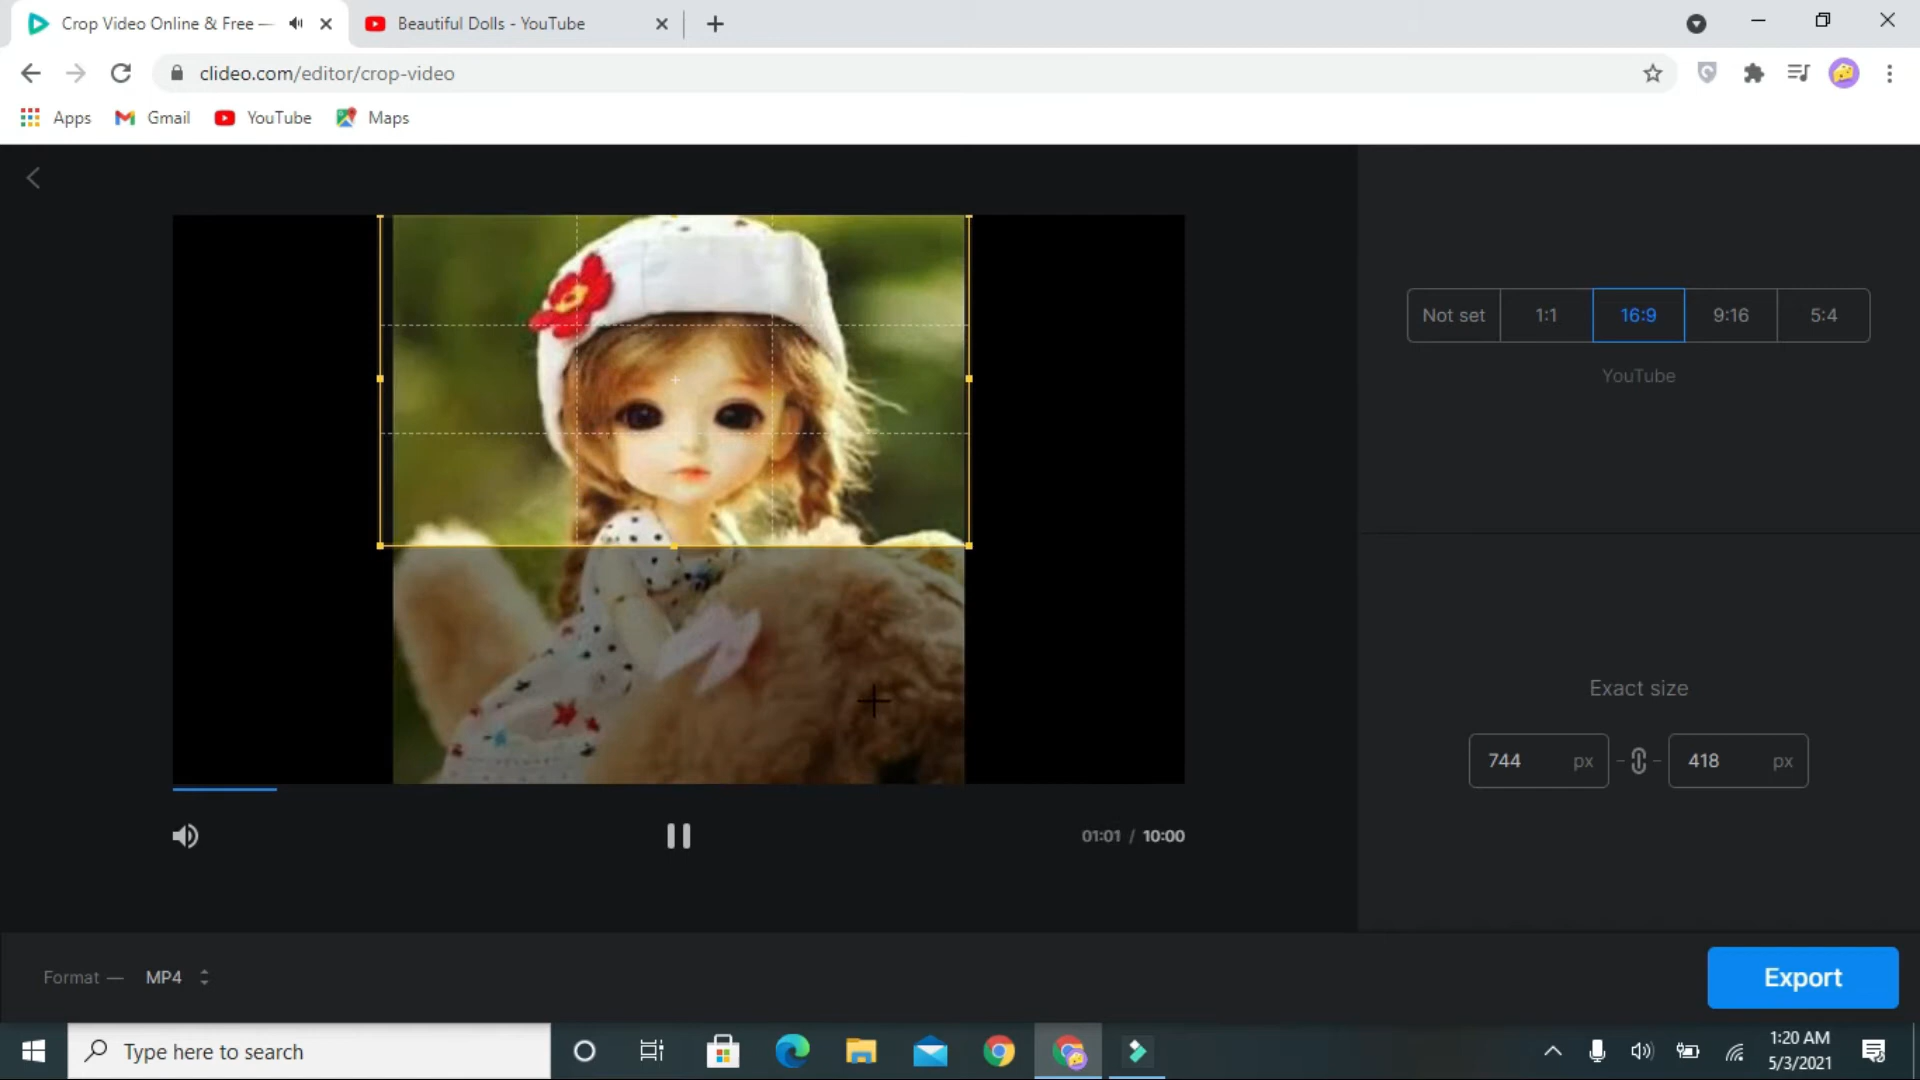 Crop Video Online & Free —
Beautiful Dolls - YouTube
clideo.com/editor/crop-video
Apps
Gmail
YouTube
Maps
Not set
1:1
16:9
9:16
5:4
YouTube
Exact size
744 px
418 px
01:01 / 10:00
Format — MP4
Export
Type here to search
1:20 AM
5/3/2021